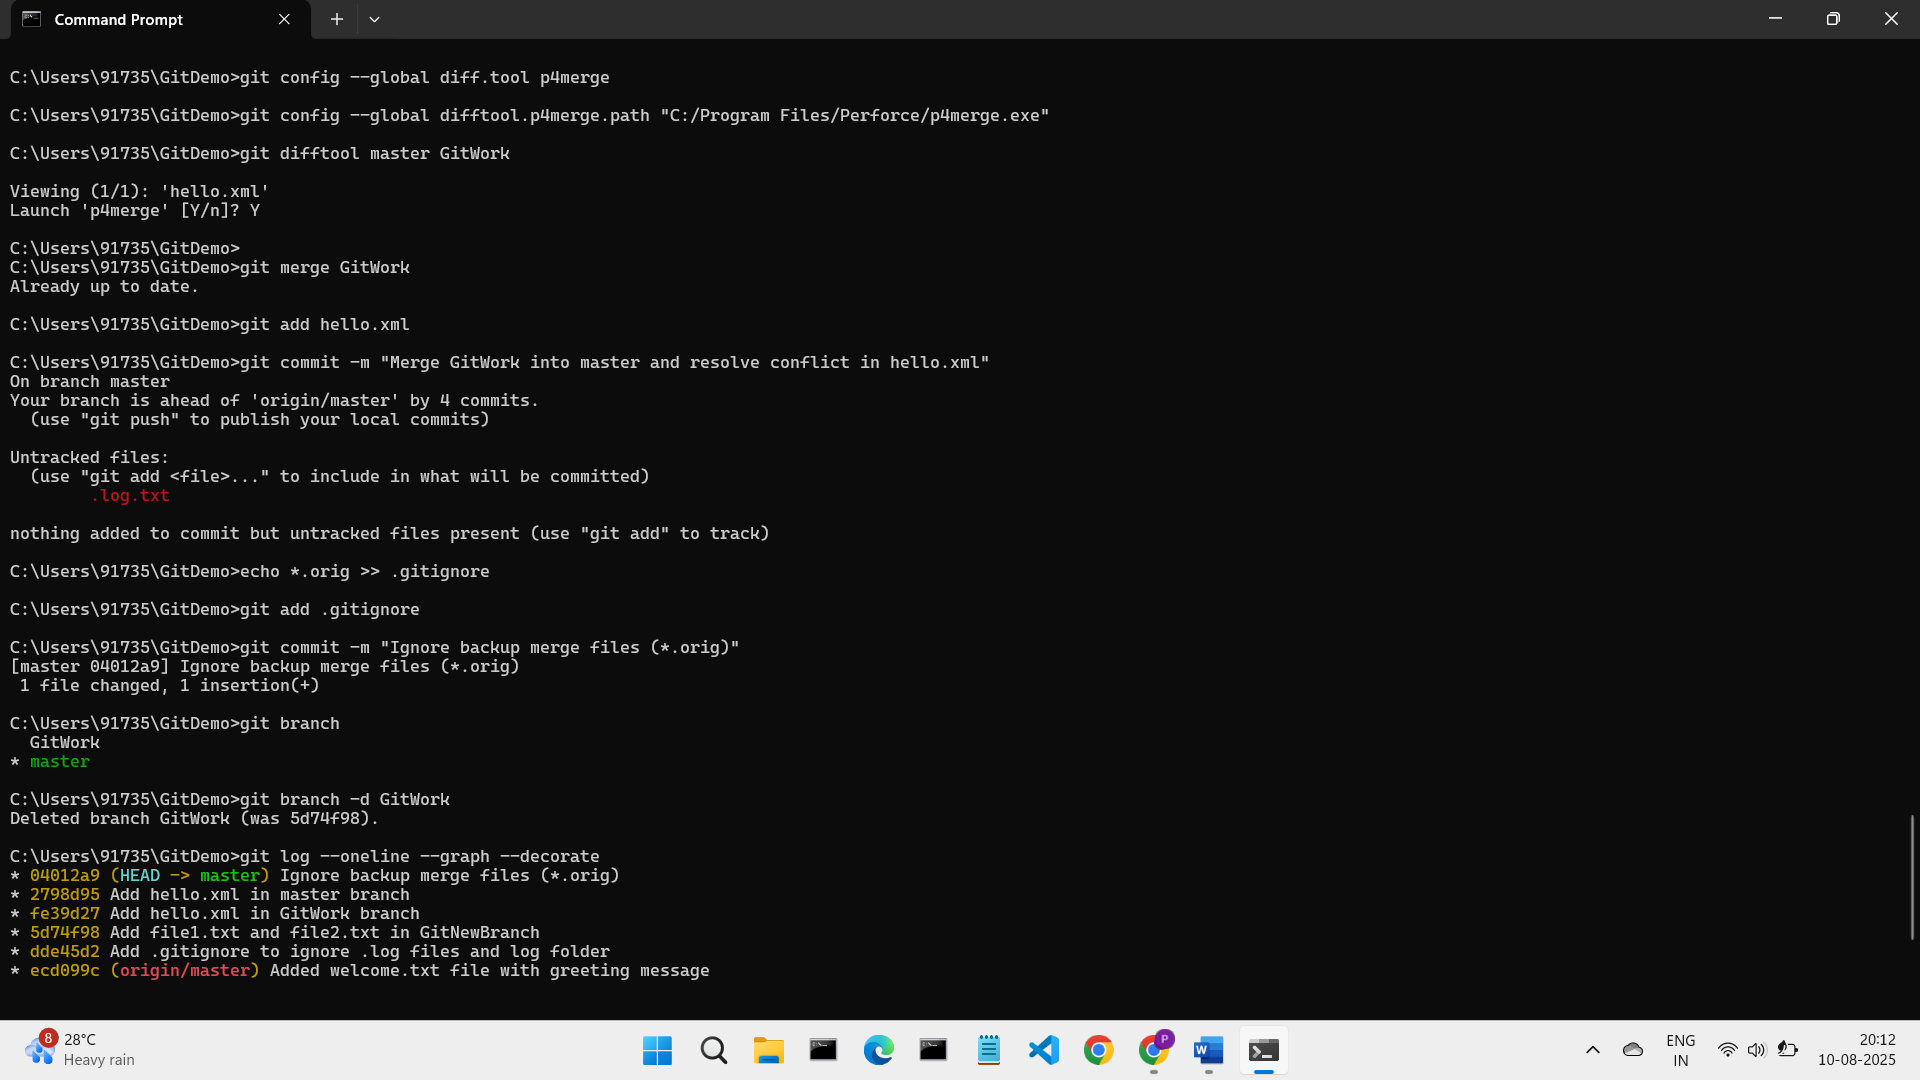 Command Prompt
C:\Users\91735\GitDemo>git config --global diff.tool p4merge
C:\Users\91735\GitDemo>git config --global difftool.p4merge.path "C:/Program Files/Perforce/p4merge.exe"
C:\Users\91735\GitDemo>git difftool master GitWork
Viewing (1/1): 'hello.xml'
Launch 'p4merge' [Y/n]? Y
C:\Users\91735\GitDemo>
C:\Users\91735\GitDemo>git merge GitWork
Already up to date.
C:\Users\91735\GitDemo>git add hello.xml
C:\Users\91735\GitDemo>git commit -m "Merge GitWork into master and resolve conflict in hello.xml"
On branch master
Your branch is ahead of 'origin/master' by 4 commits.
  (use "git push" to publish your local commits)
Untracked files:
  (use "git add <file>..." to include in what will be committed)
        .log.txt
nothing added to commit but untracked files present (use "git add" to track)
C:\Users\91735\GitDemo>echo *.orig >> .gitignore
C:\Users\91735\GitDemo>git add .gitignore
C:\Users\91735\GitDemo>git commit -m "Ignore backup merge files (*.orig)"
[master 04012a9] Ignore backup merge files (*.orig)
 1 file changed, 1 insertion(+)
C:\Users\91735\GitDemo>git branch
  GitWork
* master
C:\Users\91735\GitDemo>git branch -d GitWork
Deleted branch GitWork (was 5d74f98).
C:\Users\91735\GitDemo>git log --oneline --graph --decorate
* 04012a9 (HEAD -> master) Ignore backup merge files (*.orig)
* 2798d95 Add hello.xml in master branch
* fe39d27 Add hello.xml in GitWork branch
* 5d74f98 Add file1.txt and file2.txt in GitNewBranch
* dde45d2 Add .gitignore to ignore .log files and log folder
* ecd099c (origin/master) Added welcome.txt file with greeting message
8
28°C
Heavy rain
P
W
ENG
IN
20:12
10-08-2025